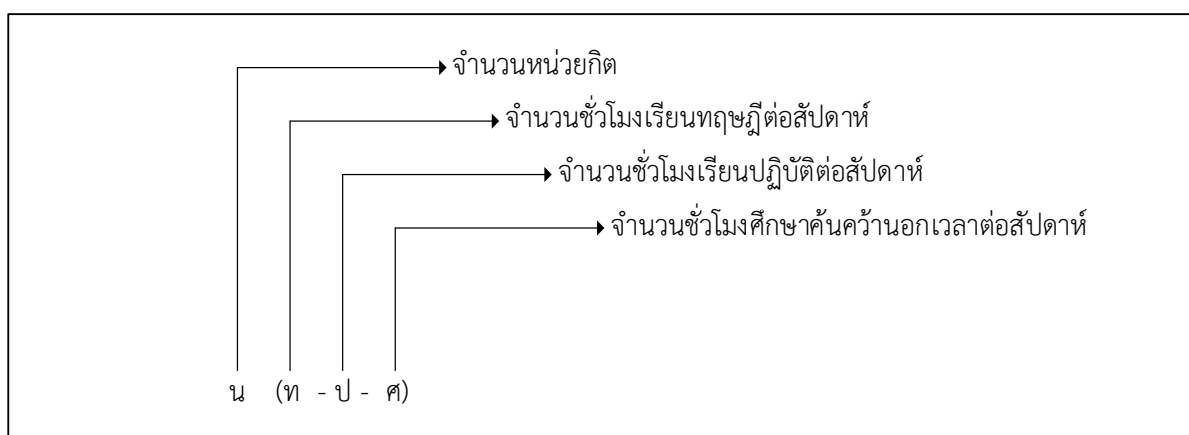 จำนวนหน่วยกิต
จำนวนชั่วโมงเรียนทฤษฎีต่อสัปดาห์
จำนวนชั่วโมงเรียนปฏิบัติต่อสัปดาห์
จำนวนชั่วโมงศึกษาค้นคว้านอกเวลาต่อสัปดาห์
น (ท - ป - ศ)